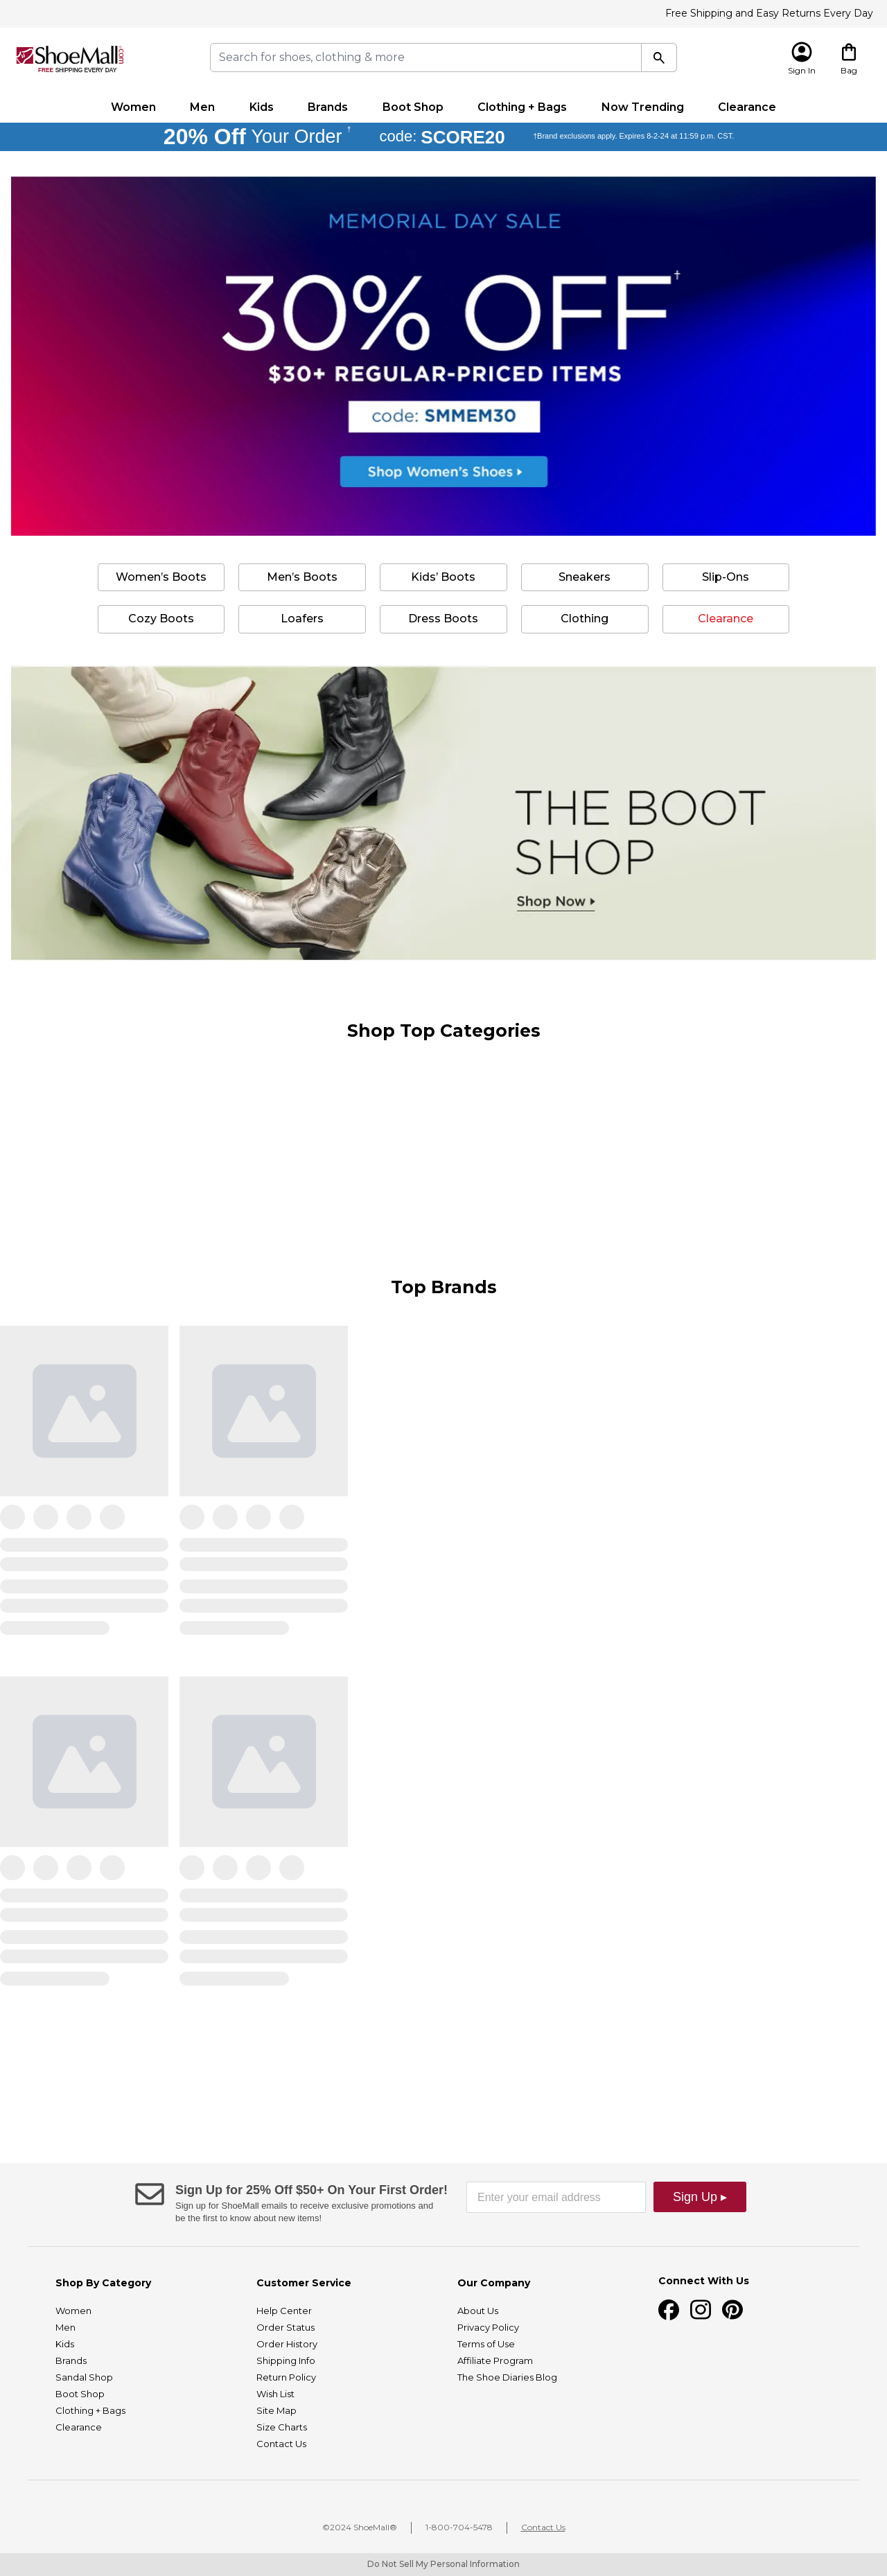 Free Shipping and Easy Returns Every Day
ShoeMall.COM
FREE SHIPPING EVERY DAY
Search for shoes, clothing & more
Sign In
Bag
Women Men Kids Brands Boot Shop Clothing + Bags Now Trending Clearance
20% Off Your Order † code: SCORE20 †Brand exclusions apply. Expires 8-2-24 at 11:59 p.m. CST.
MEMORIAL DAY SALE
30% OFF†
$30+ REGULAR-PRICED ITEMS
code: SMMEM30
Shop Women's Shoes
Women's Boots Men's Boots Kids' Boots Sneakers Slip-Ons
Cozy Boots Loafers Dress Boots Clothing Clearance
THE BOOT
SHOP
Shop Now
Shop Top Categories
Top Brands
Sign Up for 25% Off $50+ On Your First Order!
Sign up for ShoeMall emails to receive exclusive promotions and
be the first to know about new items!
Enter your email address
Sign Up ▸
Shop By Category
Women
Men
Kids
Brands
Sandal Shop
Boot Shop
Clothing + Bags
Clearance
Customer Service
Help Center
Order Status
Order History
Shipping Info
Return Policy
Wish List
Site Map
Size Charts
Contact Us
Our Company
About Us
Privacy Policy
Terms of Use
Affiliate Program
The Shoe Diaries Blog
Connect With Us
©2024 ShoeMall® 1-800-704-5478 Contact Us
Do Not Sell My Personal Information